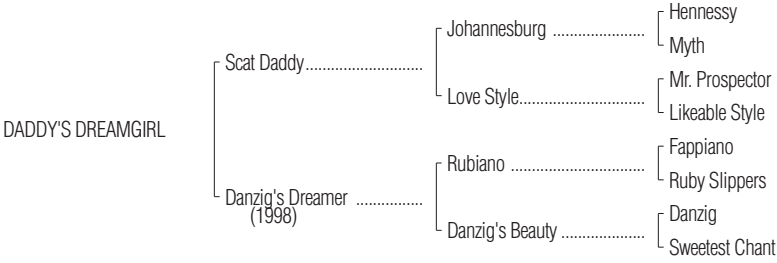 Hennessy
Johannesburg ......................
Myth
Scat Daddy............................
Mr. Prospector
Love Style..............................
Likeable Style
DADDY'S DREAMGIRL
Fappiano
Rubiano ................................
Ruby Slippers
Danzig's Dreamer ................
(1998)
Danzig
Danzig's Beauty ....................
Sweetest Chant